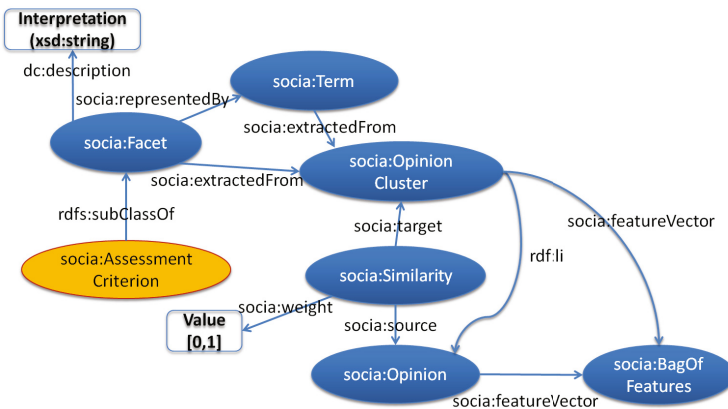 Interpretation
(xsd:string)
dc:description
socia:Term
socia:representedBy
socia:extractedFrom
socia:Facet
socia:Opinion
Cluster
socia:extractedFrom
rdfs:subClassOf
socia:target
socia:featureVector
socia:Assessment
Criterion
rdf:li
socia:Similarity
socia:weight
Value
[0,1]
socia:source
socia:Opinion
socia:BagOf
Features
socia:featureVector